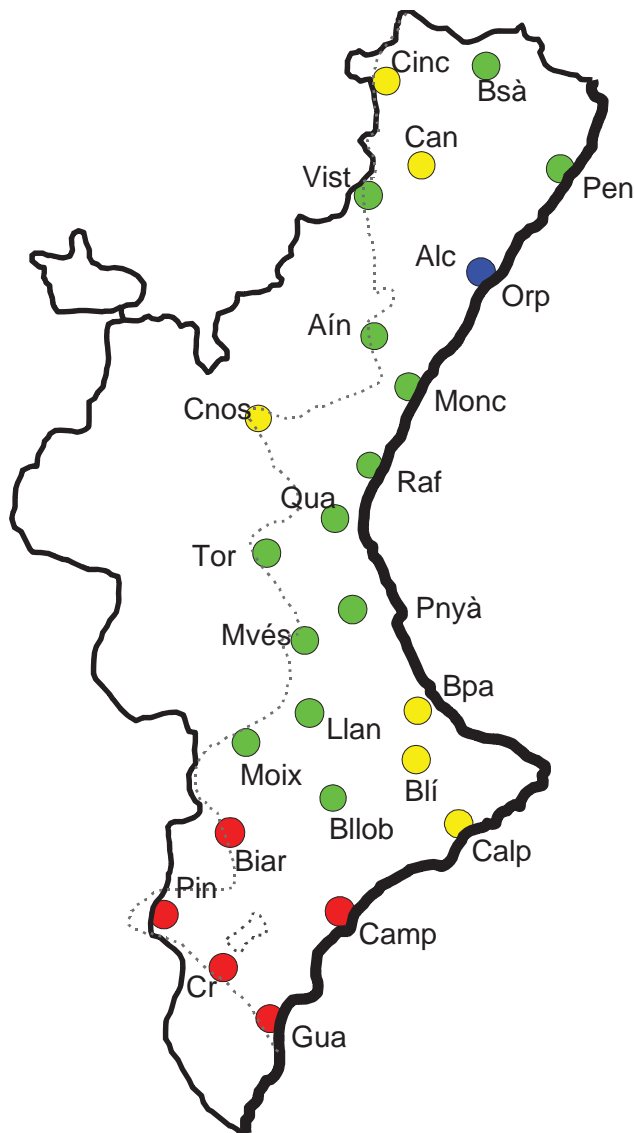 Cinc
Bsà
Can
Vist
Pen
Alc
Orp
Aín
Monc
Cnos
Raf
Qua
Tor
Pnyà
Mvés
Bpa
Llan
Moix
Blí
Bllob
Calp
Biar
Pin
Camp
Cr
Gua